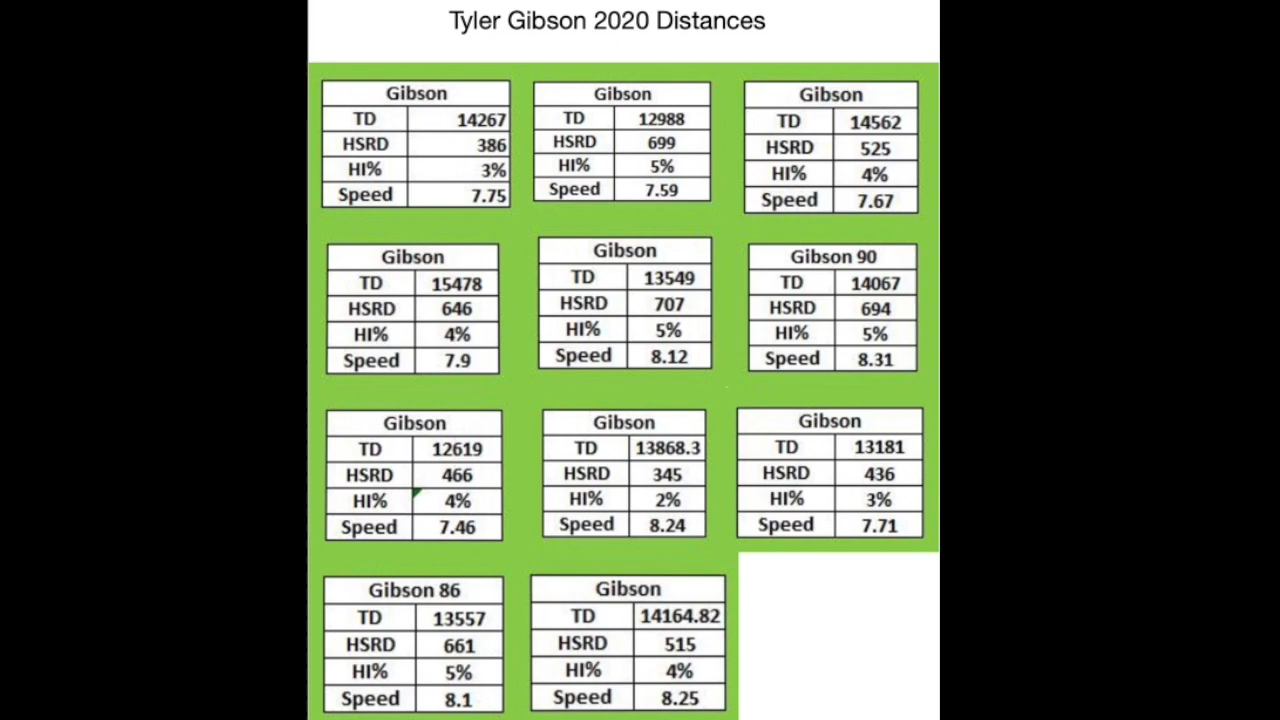 Tyler Gibson 2020 Distances
Gibson
TD 14267
HSRD 386
HI% 3%
Speed 7.75
Gibson
TD 12988
HSRD 699
HI% 5%
Speed 7.59
Gibson
TD 14562
HSRD 525
HI% 4%
Speed 7.67
Gibson
TD 15478
HSRD 646
HI% 4%
Speed 7.9
Gibson
TD 13549
HSRD 707
HI% 5%
Speed 8.12
Gibson 90
TD 14067
HSRD 694
HI% 5%
Speed 8.31
Gibson
TD 12619
HSRD 466
HI% 4%
Speed 7.46
Gibson
TD 13868.3
HSRD 345
HI% 2%
Speed 8.24
Gibson
TD 13181
HSRD 436
HI% 3%
Speed 7.71
Gibson 86
TD 13557
HSRD 661
HI% 5%
Speed 8.1
Gibson
TD 14164.82
HSRD 515
HI% 4%
Speed 8.25